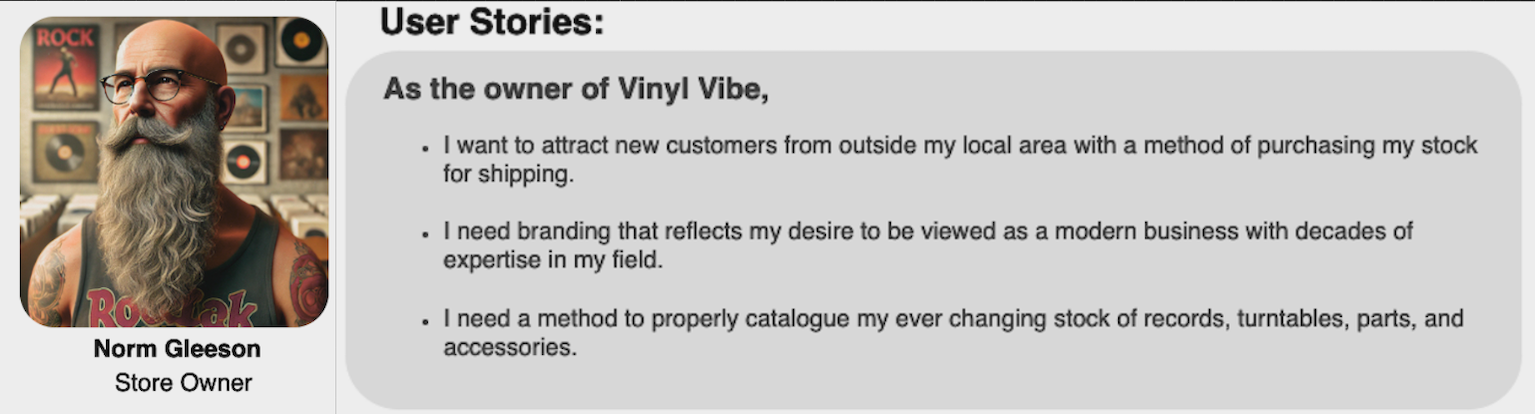 User Stories:
As the owner of Vinyl Vibe,
• I want to attract new customers from outside my local area with a method of purchasing my stock
for shipping.
• I need branding that reflects my desire to be viewed as a modern business with decades of
expertise in my field.
• I need a method to properly catalogue my ever changing stock of records, turntables, parts, and
accessories.
ROCK
Norm Gleeson
Store Owner